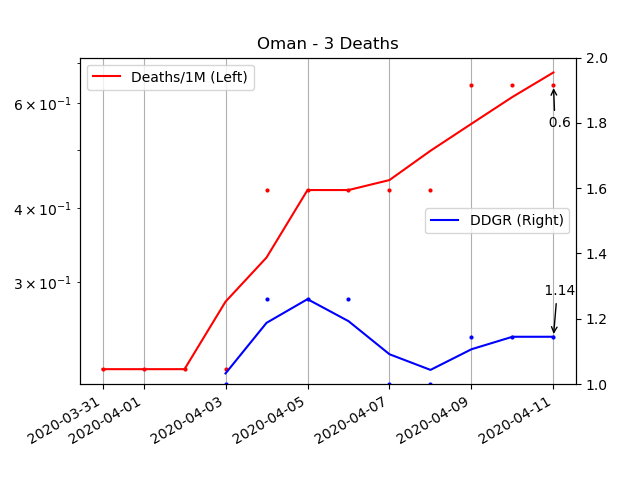 Oman - 3 Deaths
Deaths/1M (Left)
2.0
6 × 10⁻¹
1.8
0.6
4 × 10⁻¹
1.6
DDGR (Right)
1.4
3 × 10⁻¹
1.14
1.2
1.0
2020-03-31
2020-04-01
2020-04-03
2020-04-05
2020-04-07
2020-04-09
2020-04-11